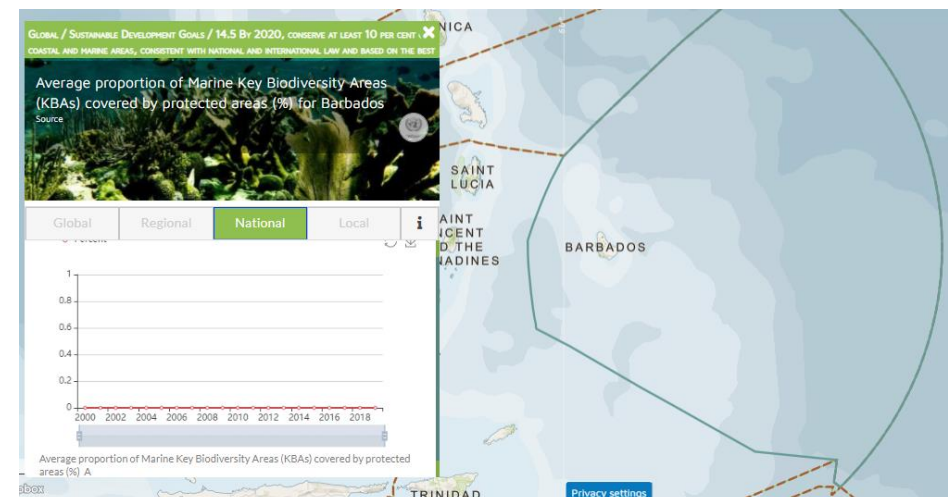 Global / Sustainable Development Goals / 14.5 By 2020, conserve at least 10 per cent
coastal and marine areas, consistent with national and international law and based on the best
Average proportion of Marine Key Biodiversity Areas
(KBAs) covered by protected areas (%) for Barbados
Source
Global Regional National Local i
Percent
1
0.8
0.6
0.4
0.2
0
2000 2002 2004 2006 2008 2010 2012 2014 2016 2018
Average proportion of Marine Key Biodiversity Areas (KBAs) covered by protected
areas (%) A
NICA
SAINT
LUCIA
AINT
NCENT
D THE
NADINES
BARBADOS
TRINIDAD
Privacy settings